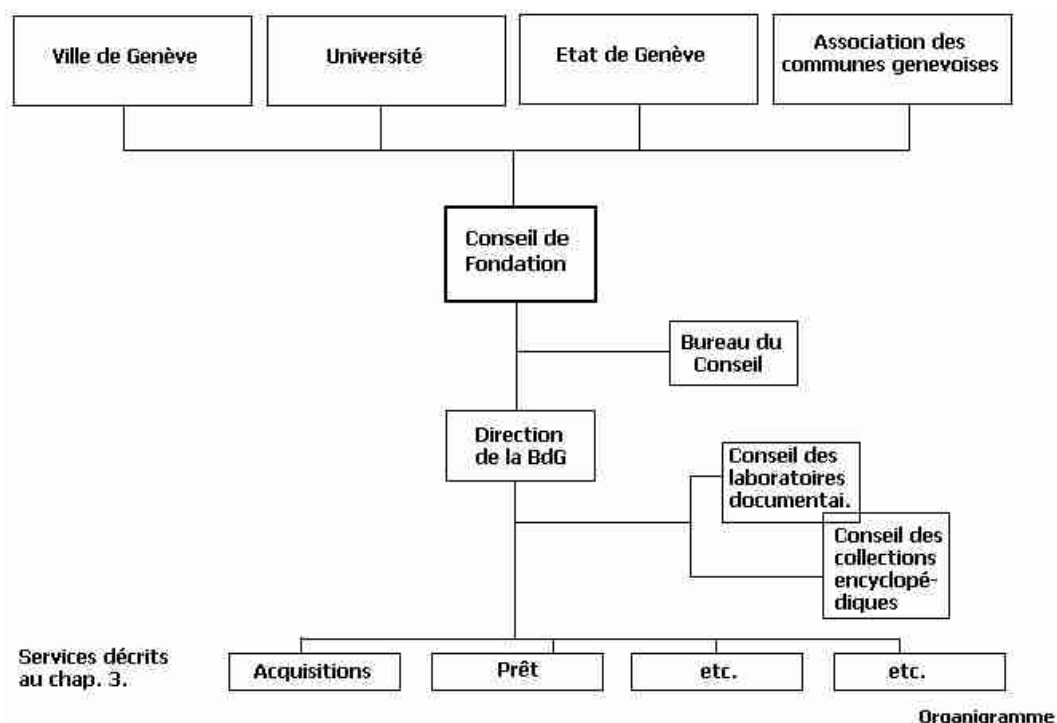 Ville de Genève
Université
Etat de Genève
Association des
communes genevoises
Conseil de
Fondation
Bureau du
Conseil
Direction
de la BdG
Conseil des
laboratoires
documentai.
Conseil des
collections
encyclopé-
diques
Services décrits
au chap. 3.
Acquisitions
Prêt
etc.
etc.
Organigramme